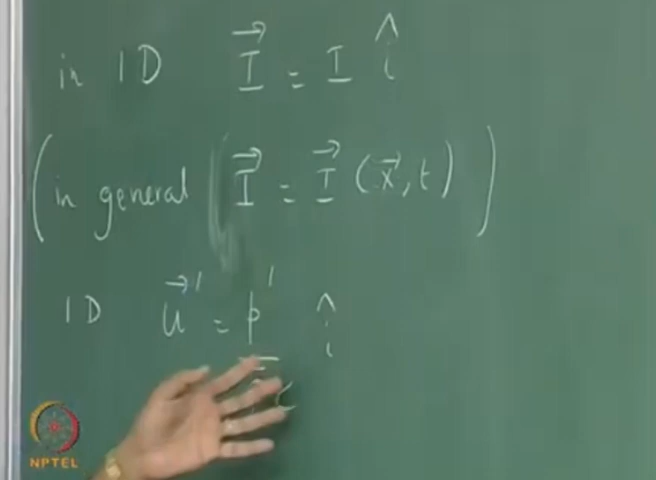 in 1D I⃗ = I î
(in general I⃗ = I⃗ (x⃗, t))
1D u⃗' = p' î
c
NPTEL